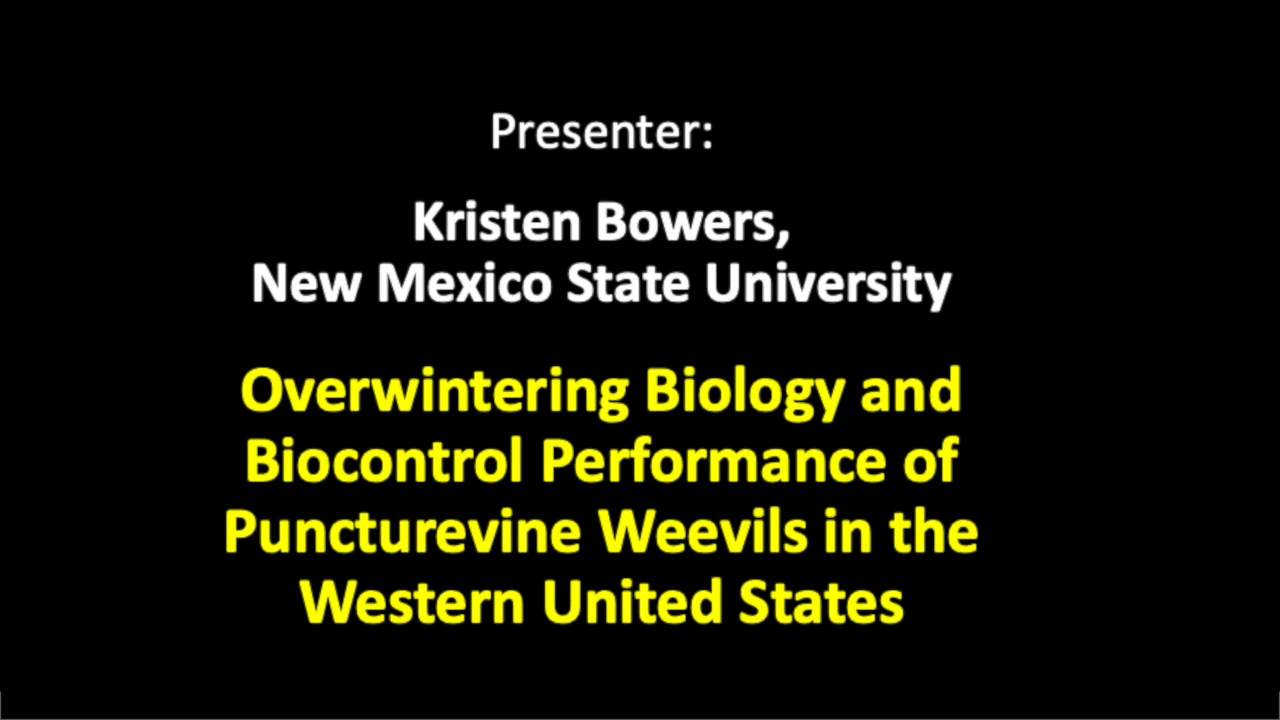 Presenter:
Kristen Bowers,
New Mexico State University
Overwintering Biology and
Biocontrol Performance of
Puncturevine Weevils in the
Western United States